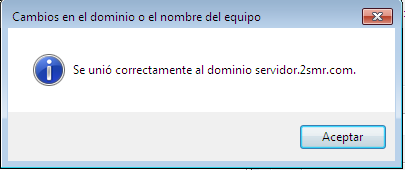 Cambios en el dominio o el nombre del equipo
Se unió correctamente al dominio servidor.2smr.com.
Aceptar